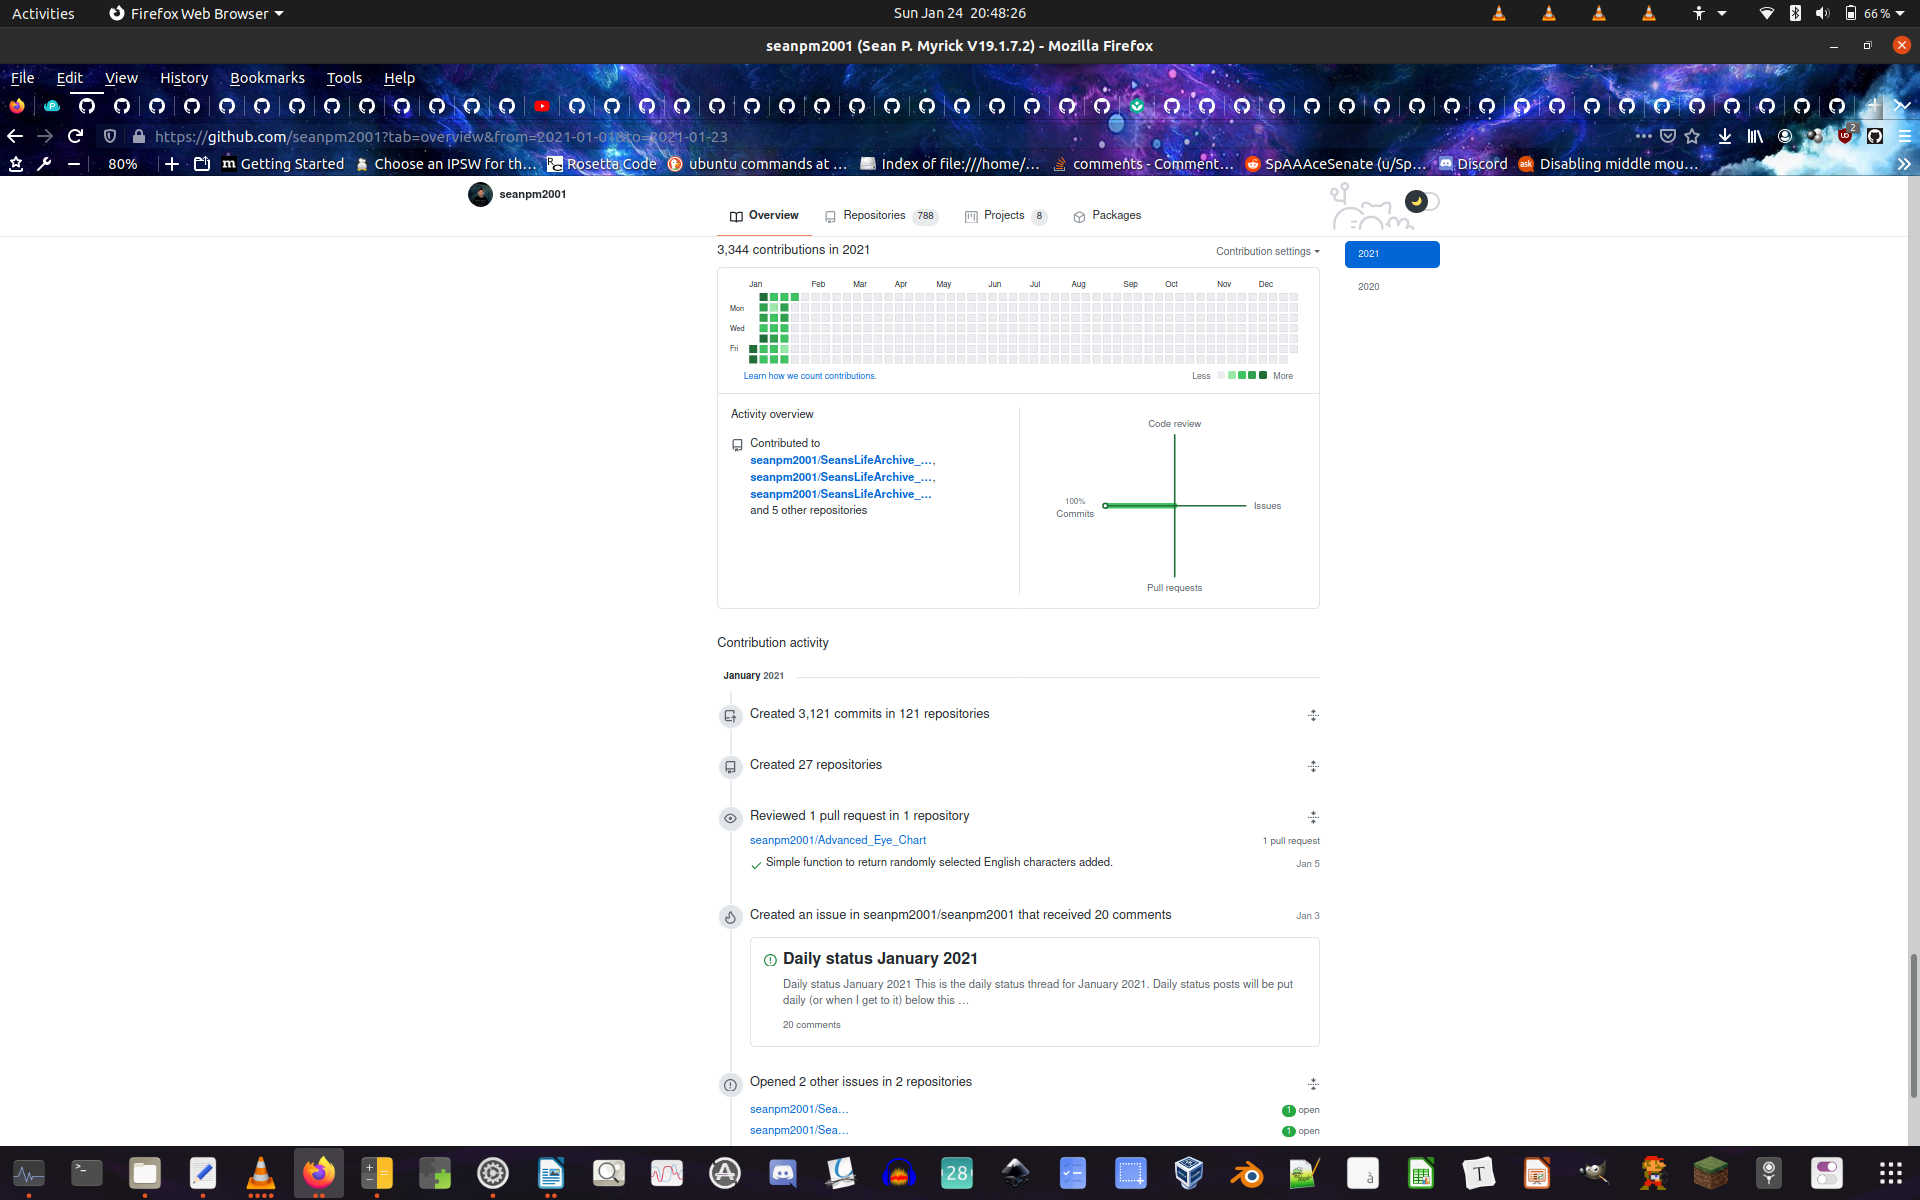 Activities
Firefox Web Browser
Sun Jan 24 20:48:26
66 %
seanpm2001 (Sean P. Myrick V19.1.7.2) - Mozilla Firefox
File Edit View History Bookmarks Tools Help
https://github.com/seanpm2001?tab=overview&from=2021-01-01&to=2021-01-23
2
80%
Getting Started
Choose an IPSW for th…
Rosetta Code
ubuntu commands at …
Index of file:///home/…
comments - Comment…
SpAAAceSenate (u/Sp…
Discord
Disabling middle mou…
seanpm2001
Overview
Repositories 788
Projects 8
Packages
3,344 contributions in 2021
Contribution settings
2021
2020
Jan Feb Mar Apr May Jun Jul Aug Sep Oct Nov Dec
Mon
Wed
Fri
Learn how we count contributions.
Less More
Activity overview
Contributed to
seanpm2001/SeansLifeArchive_…,
seanpm2001/SeansLifeArchive_…,
seanpm2001/SeansLifeArchive_…
and 5 other repositories
Code review
100%
Commits
Issues
Pull requests
Contribution activity
January 2021
Created 3,121 commits in 121 repositories
Created 27 repositories
Reviewed 1 pull request in 1 repository
seanpm2001/Advanced_Eye_Chart 1 pull request
Simple function to return randomly selected English characters added. Jan 5
Created an issue in seanpm2001/seanpm2001 that received 20 comments Jan 3
Daily status January 2021
Daily status January 2021 This is the daily status thread for January 2021. Daily status posts will be put
daily (or when I get to it) below this …
20 comments
Opened 2 other issues in 2 repositories
seanpm2001/Sea… 1 open
seanpm2001/Sea… 1 open
28